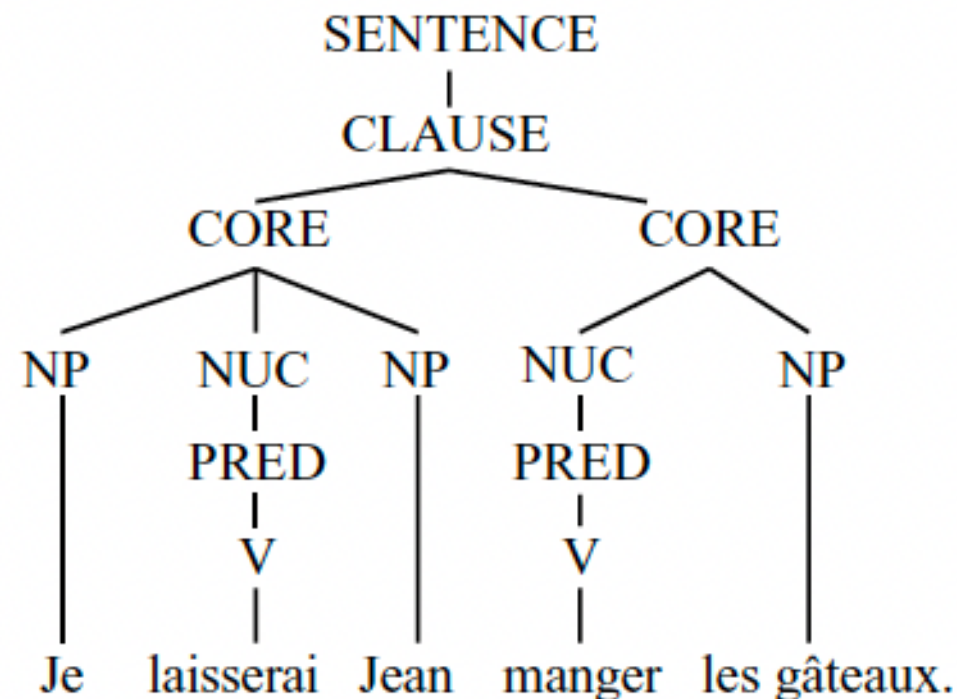 SENTENCE
CLAUSE
CORE CORE
NP NUC NP NUC NP
PRED PRED
V V
Je laisserai Jean manger les gâteaux.